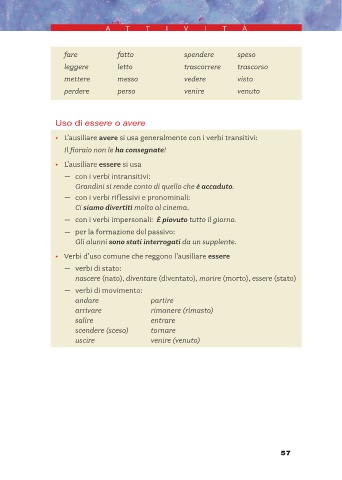 A T T I V I T À
fare fatto spendere speso
leggere letto trascorrere trascorso
mettere messo vedere visto
perdere perso venire venuto
Uso di essere o avere
• L'ausiliare avere si usa generalmente con i verbi transitivi:
Il fioraio non le ha consegnate!
• L'ausiliare essere si usa
— con i verbi intransitivi:
Grandini si rende conto di quello che è accaduto.
— con i verbi riflessivi e pronominali:
Ci siamo divertiti molto al cinema.
— con i verbi impersonali: È piovuto tutto il giorno.
— per la formazione del passivo:
Gli alunni sono stati interrogati da un supplente.
• Verbi d'uso comune che reggono l'ausiliare essere
— verbi di stato:
nascere (nato), diventare (diventato), morire (morto), essere (stato)
— verbi di movimento:
andare partire
arrivare rimanere (rimasto)
salire entrare
scendere (sceso) tornare
uscire venire (venuto)
57